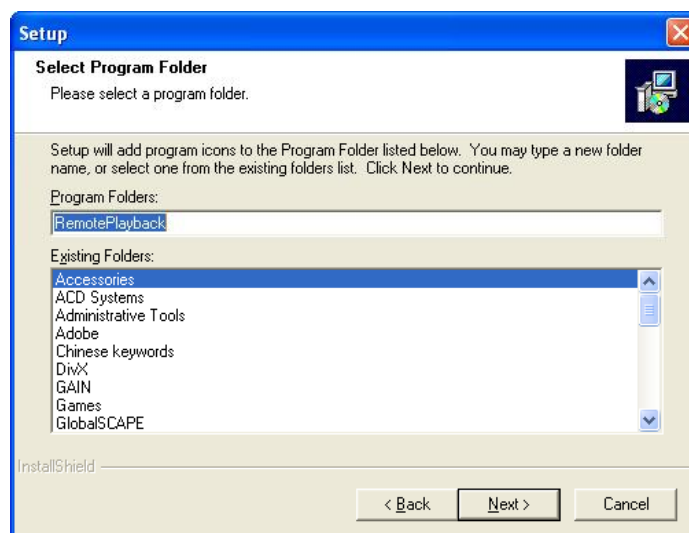 Setup
Select Program Folder
Please select a program folder.
Setup will add program icons to the Program Folder listed below. You may type a new folder
name, or select one from the existing folders list. Click Next to continue.
Program Folders:
RemotePlayback
Existing Folders:
Accessories
ACD Systems
Administrative Tools
Adobe
Chinese keywords
DivX
GAIN
Games
GlobalSCAPE
InstallShield
< Back
Next >
Cancel